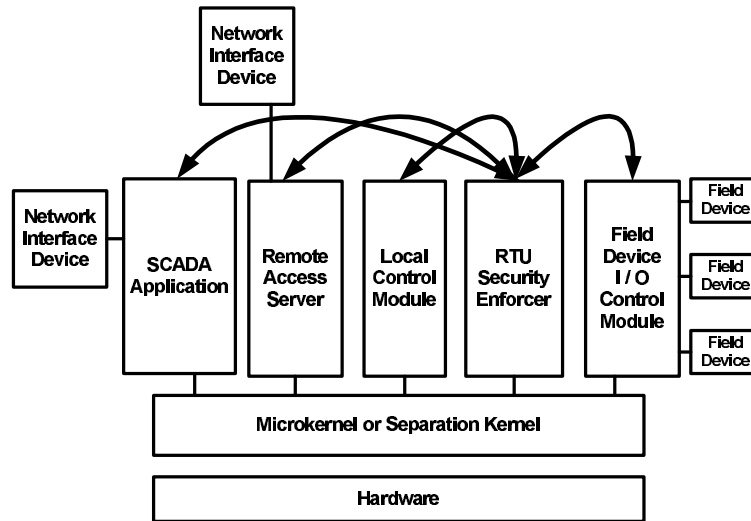 Network
Interface
Device
Network
Interface
Device
SCADA
Application
Remote
Access
Server
Local
Control
Module
RTU
Security
Enforcer
Field
Device
I / O
Control
Module
Field
Device
Field
Device
Field
Device
Microkernel or Separation Kernel
Hardware